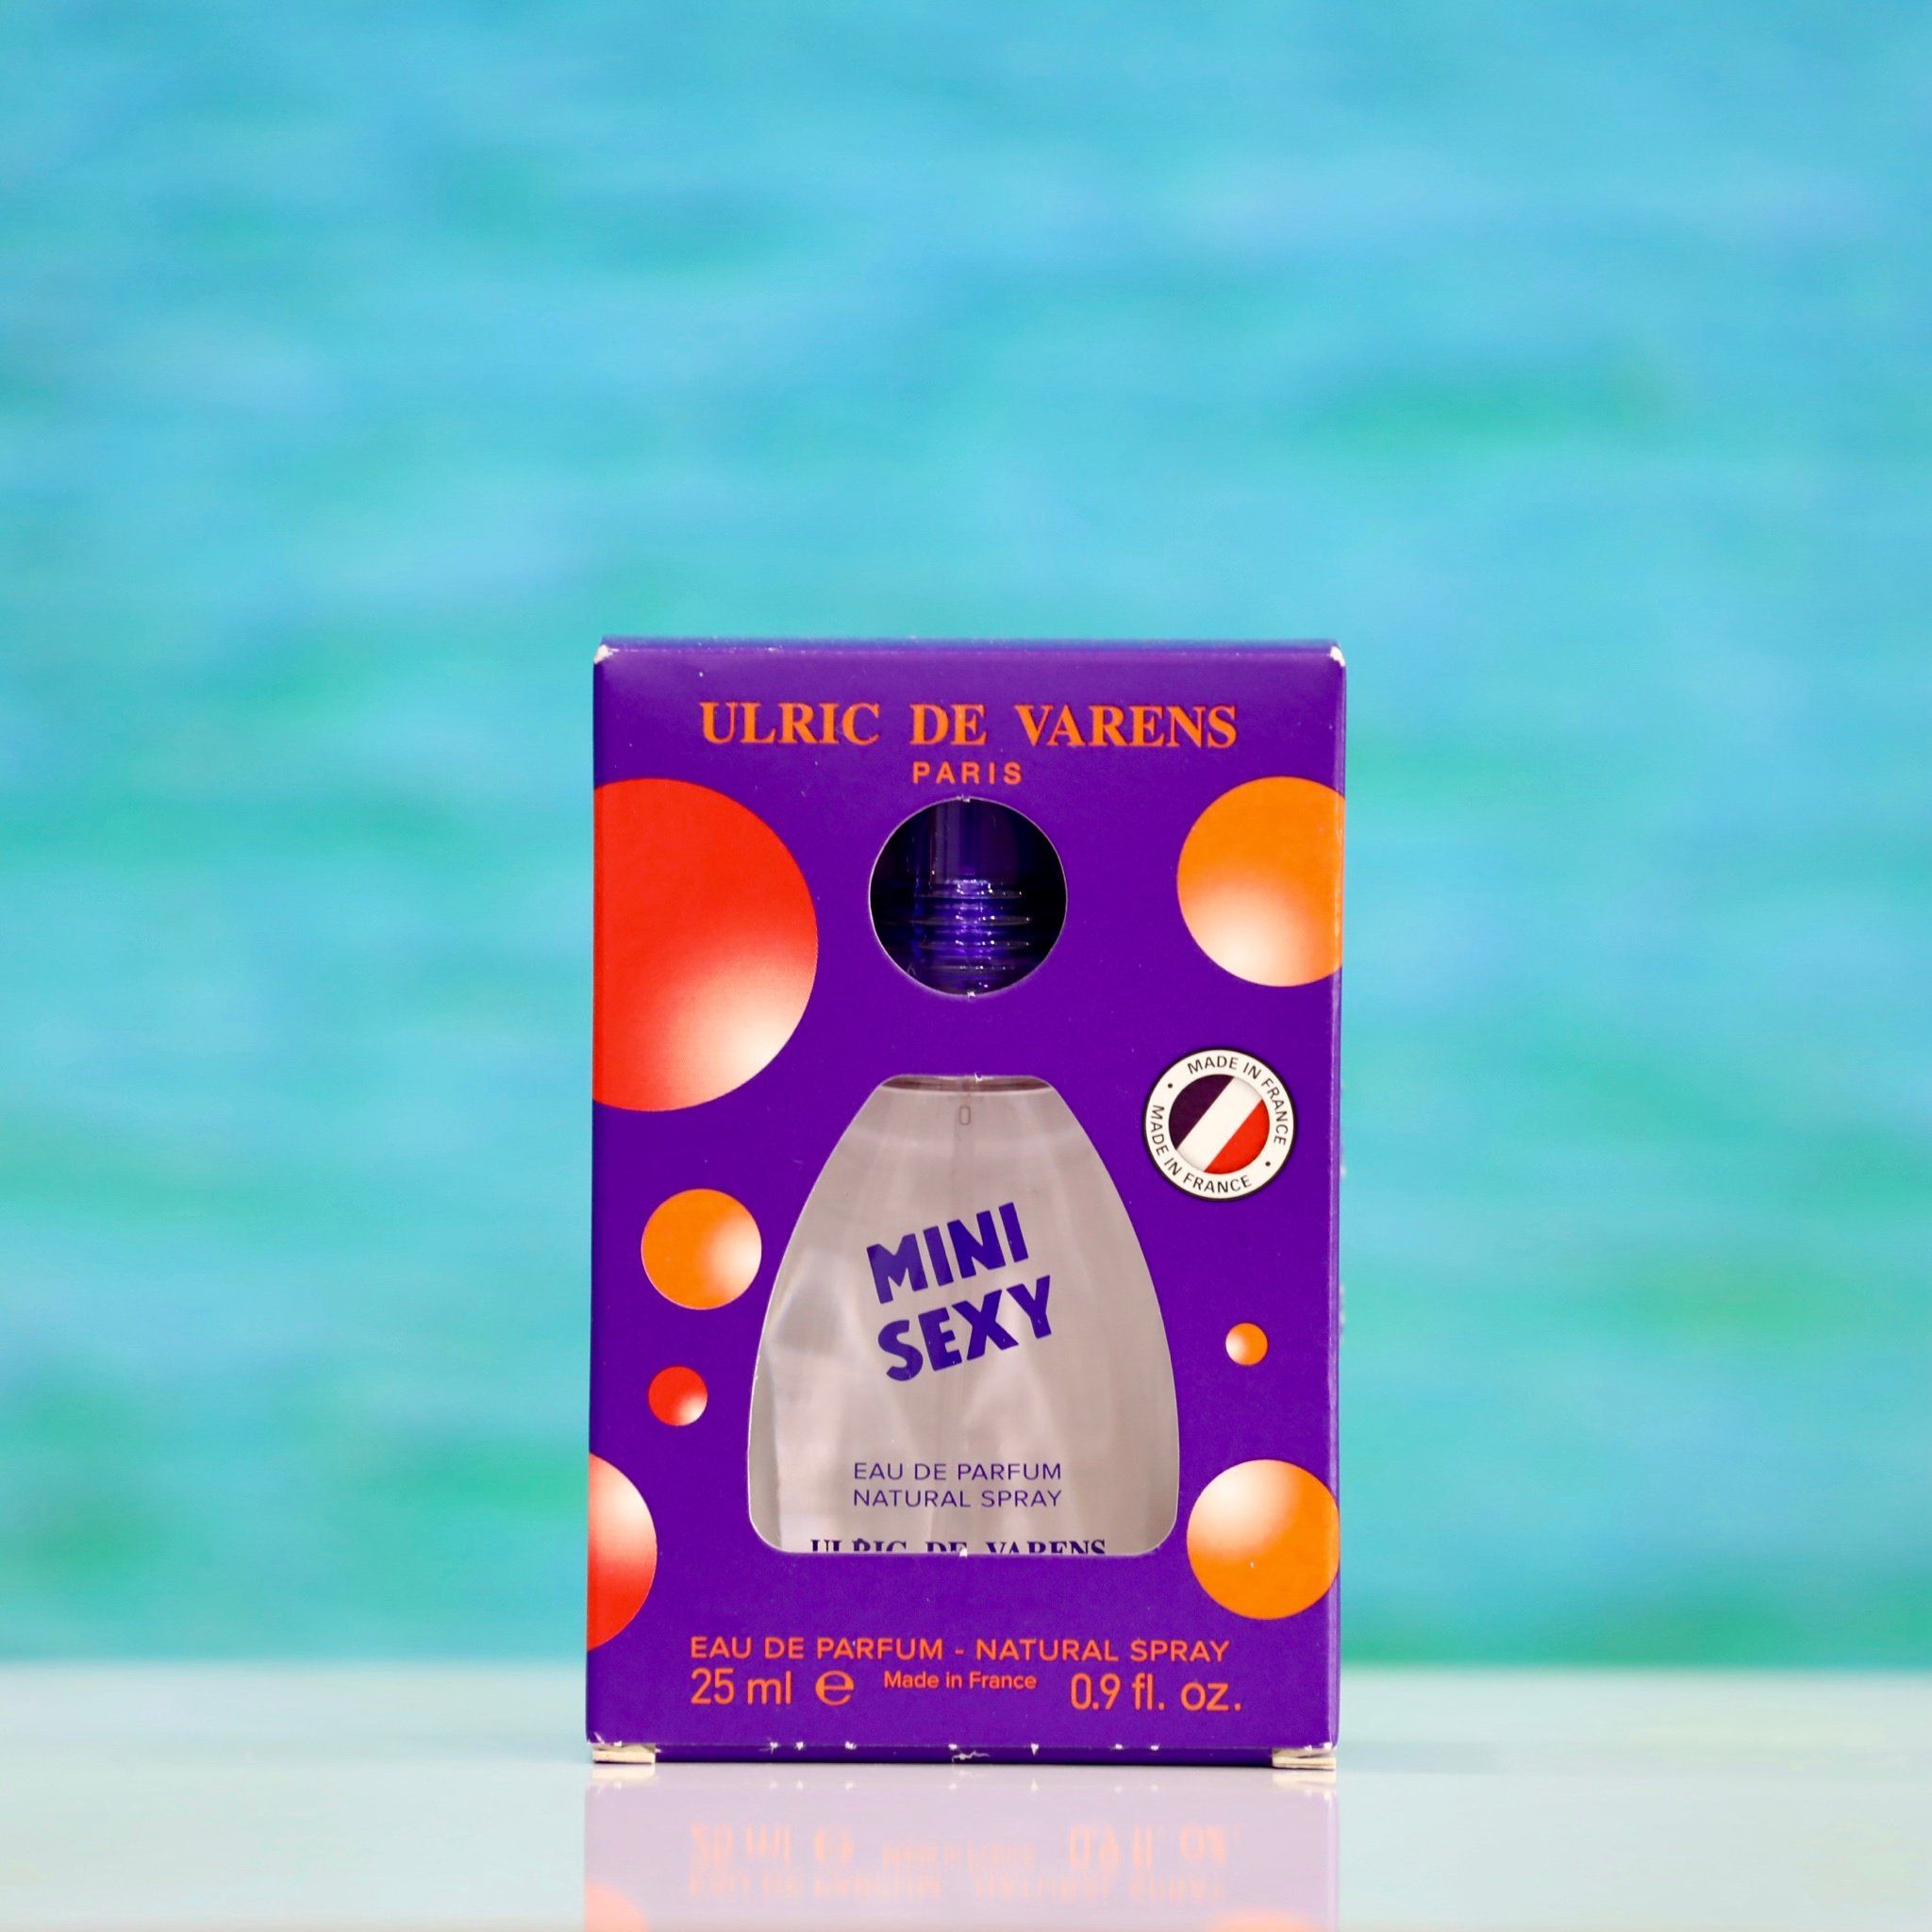 ULRIC DE VARENS
PARIS
MADE IN FRANCE • MADE IN FRANCE •
MINI
SEXY
EAU DE PARFUM
NATURAL SPRAY
ULRIC DE VARENS
EAU DE PARFUM - NATURAL SPRAY
25 ml ℮ Made in France 0.9 fl. oz.